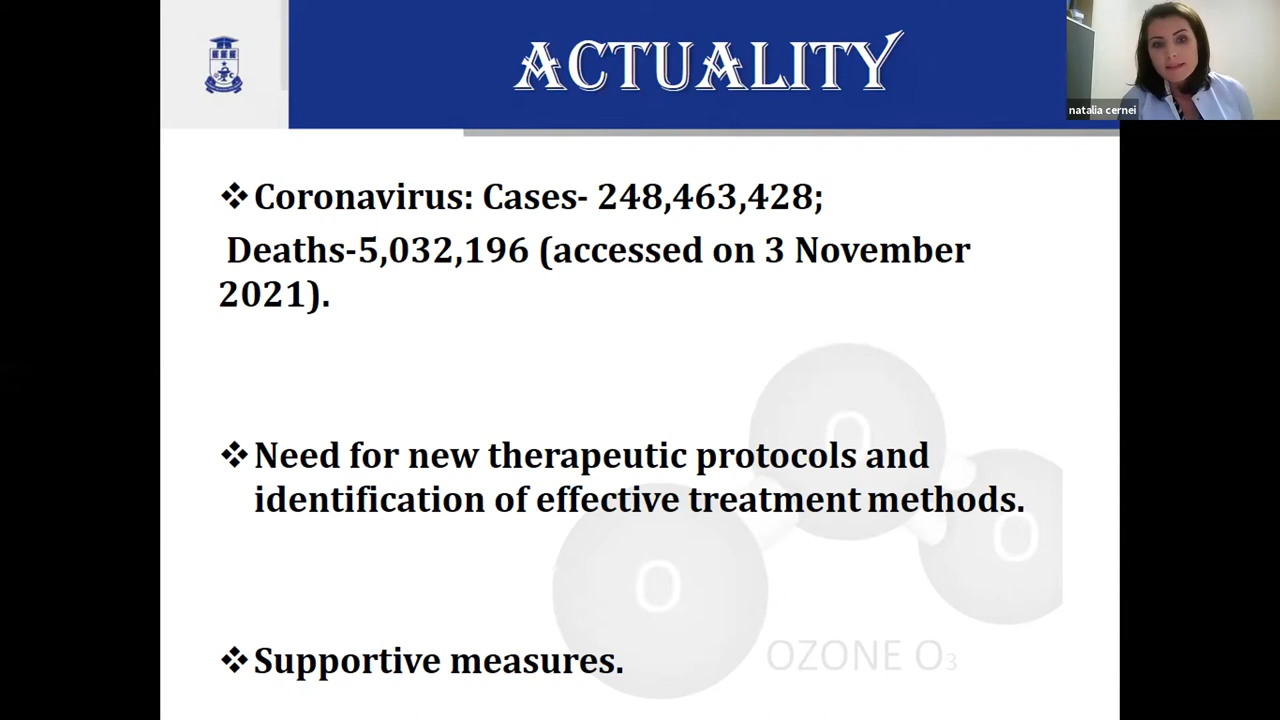 ACTUALITY
natalia cernei
❖Coronavirus: Cases- 248,463,428;
Deaths-5,032,196 (accessed on 3 November
2021).
❖Need for new therapeutic protocols and
identification of effective treatment methods.
❖Supportive measures.
O
O
O
OZONE O₃